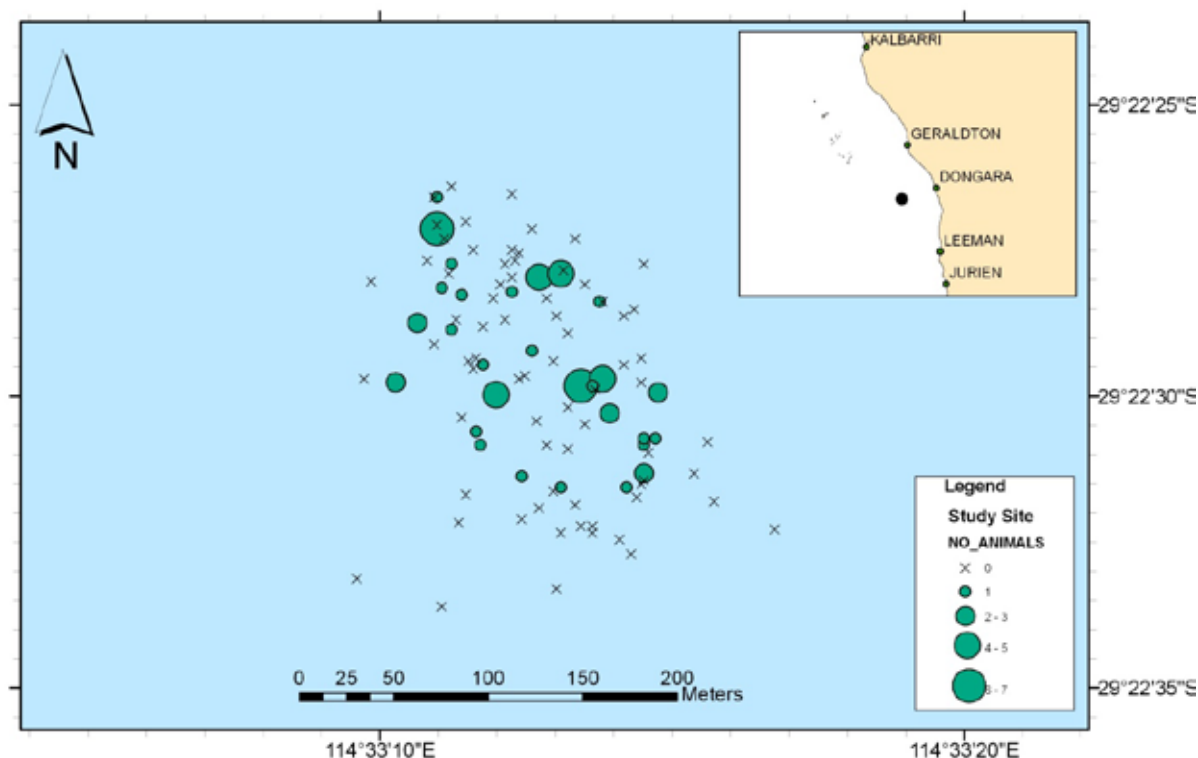 N
KALBARRI
GERALDTON
DONGARA
LEEMAN
JURIEN
29°22'25"S
29°22'30"S
29°22'35"S
Legend
Study Site
NO_ANIMALS
0
1
2 - 3
4 - 5
- 7
0 25 50 100 150 200
Meters
114°33'10"E
114°33'20"E